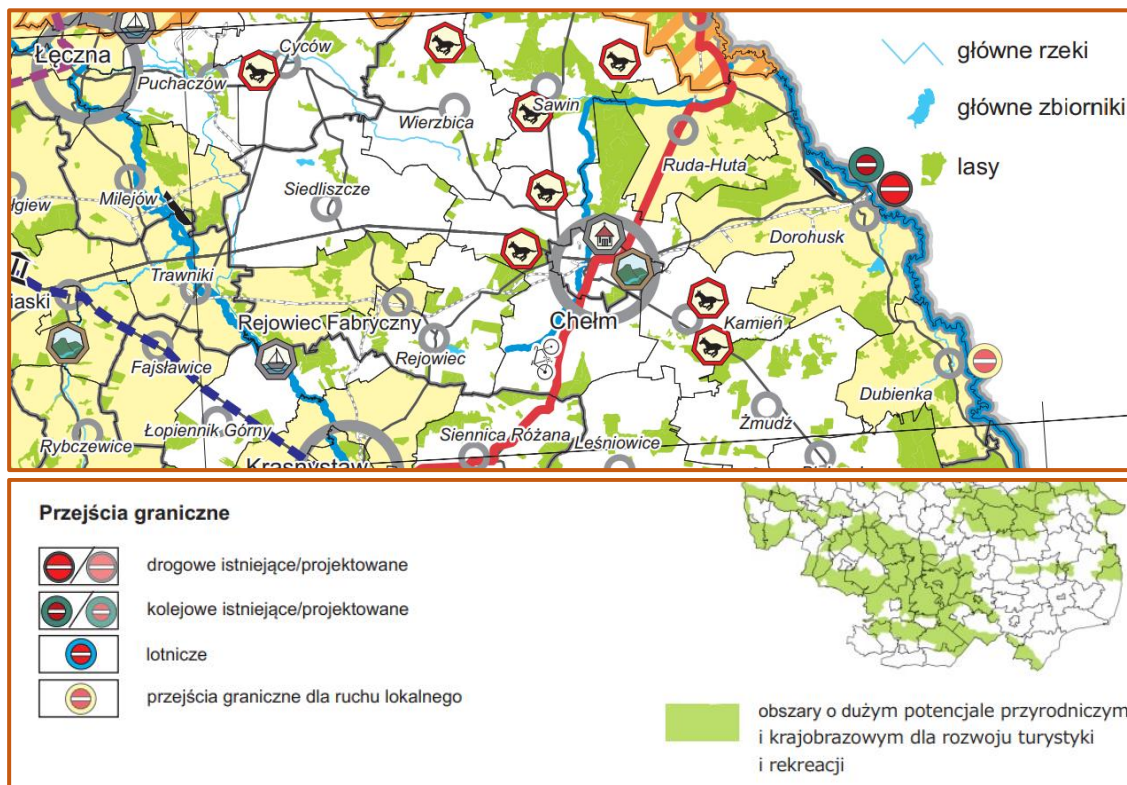 Łęczna
Cyców
Puchaczów
Wierzbica
Sawin
Ruda-Huta
Siedliszcze
Milejów
Dorohusk
Trawniki
Rejowiec Fabryczny
Chełm
Kamień
Rejowiec
Fajsławice
Dubienka
Łopiennik Górny
Żmudź
Rybczewice
Siennica Różana
Leśniowice
Krasnystaw
główne rzeki
główne zbiorniki
lasy
Przejścia graniczne
drogowe istniejące/projektowane
kolejowe istniejące/projektowane
lotnicze
przejścia graniczne dla ruchu lokalnego
obszary o dużym potencjale przyrodniczym
i krajobrazowym dla rozwoju turystyki
i rekreacji